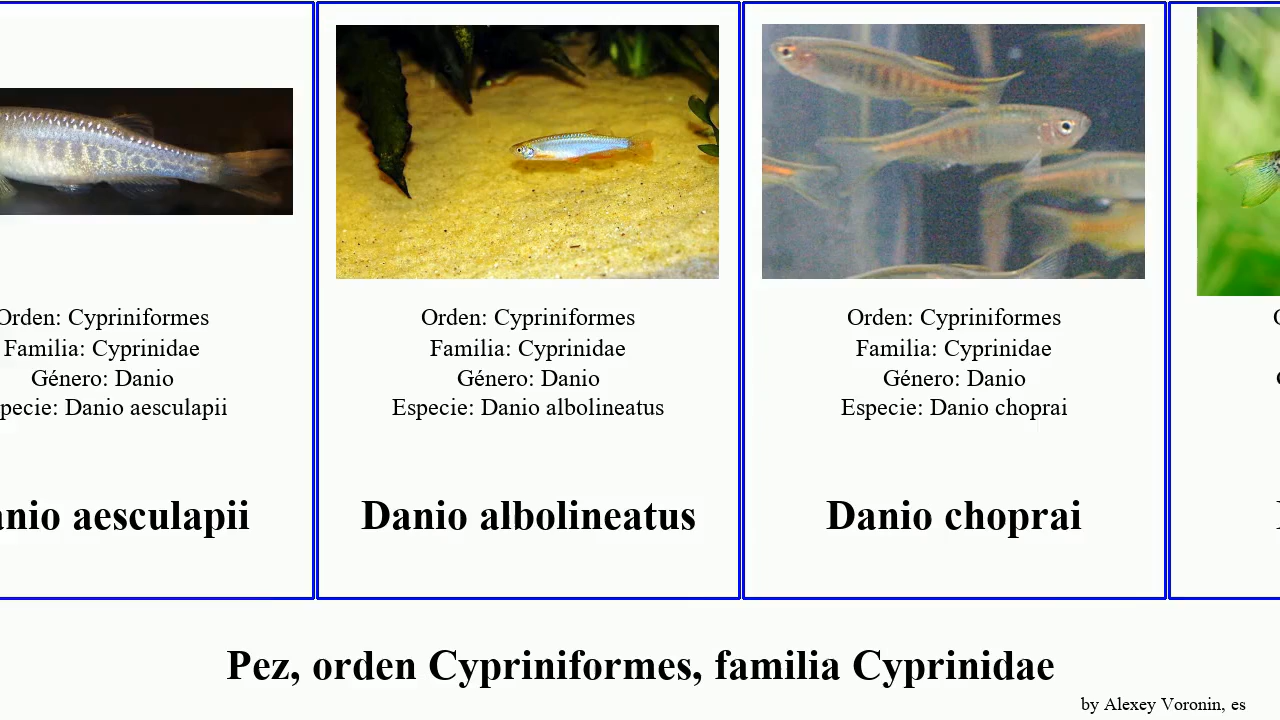 Orden: Cypriniformes
Familia: Cyprinidae
Género: Danio
pecie: Danio aesculapii
anio aesculapii
Orden: Cypriniformes
Familia: Cyprinidae
Género: Danio
Especie: Danio albolineatus
Danio albolineatus
Orden: Cypriniformes
Familia: Cyprinidae
Género: Danio
Especie: Danio choprai
Danio choprai
Pez, orden Cypriniformes, familia Cyprinidae
by Alexey Voronin, es